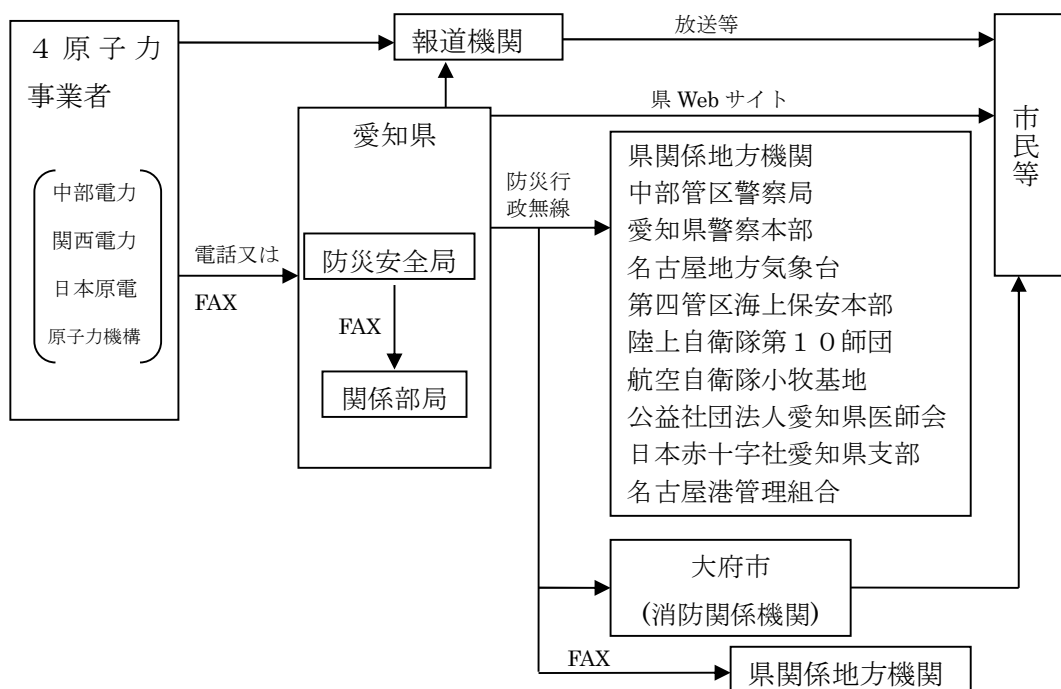 ４原子力
事業者
中部電力
関西電力
日本原電
原子力機構
電話又は
FAX
報道機関
放送等
愛知県
県 Web サイト
防災安全局
FAX
関係部局
防災行
政無線
県関係地方機関
中部管区警察局
愛知県警察本部
名古屋地方気象台
第四管区海上保安本部
陸上自衛隊第１０師団
航空自衛隊小牧基地
公益社団法人愛知県医師会
日本赤十字社愛知県支部
名古屋港管理組合
大府市
(消防関係機関)
FAX
県関係地方機関
市民等